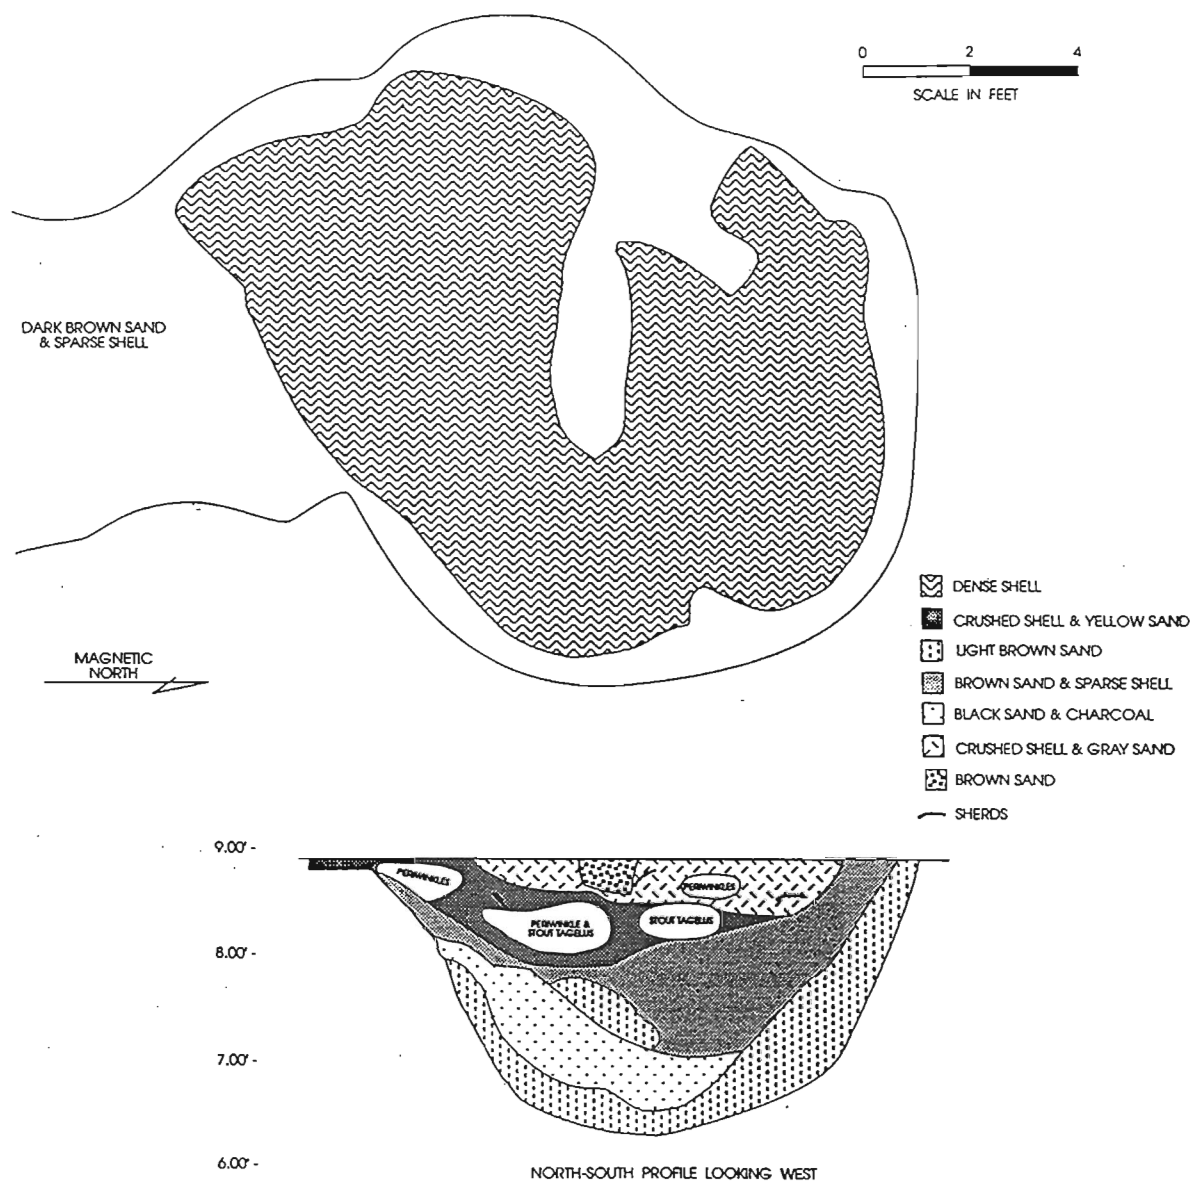 0 2 4
SCALE IN FEET
DARK BROWN SAND
& SPARSE SHELL
DENSE SHELL
CRUSHED SHELL & YELLOW SAND
LIGHT BROWN SAND
MAGNETIC
NORTH
BROWN SAND & SPARSE SHELL
BLACK SAND & CHARCOAL
CRUSHED SHELL & GRAY SAND
BROWN SAND
SHERDS
9.00' -
PERIWINKLES
PERIWINKLES
PERIWINKLE &
STOUT TAGELUS
STOUT TAGELUS
8.00' -
7.00' -
6.00' -
NORTH-SOUTH PROFILE LOOKING WEST